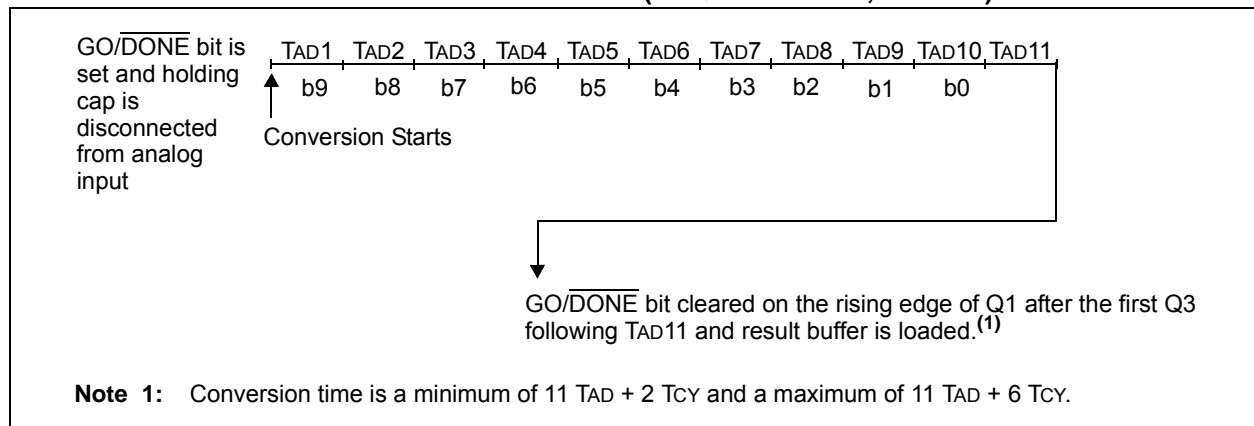 GO/DONE bit is
set and holding
cap is
disconnected
from analog
input
TAD1 TAD2 TAD3 TAD4 TAD5 TAD6 TAD7 TAD8 TAD9 TAD10 TAD11
b9 b8 b7 b6 b5 b4 b3 b2 b1 b0
Conversion Starts
GO/DONE bit cleared on the rising edge of Q1 after the first Q3
following TAD11 and result buffer is loaded.(1)
Note 1: Conversion time is a minimum of 11 TAD + 2 TCY and a maximum of 11 TAD + 6 TCY.